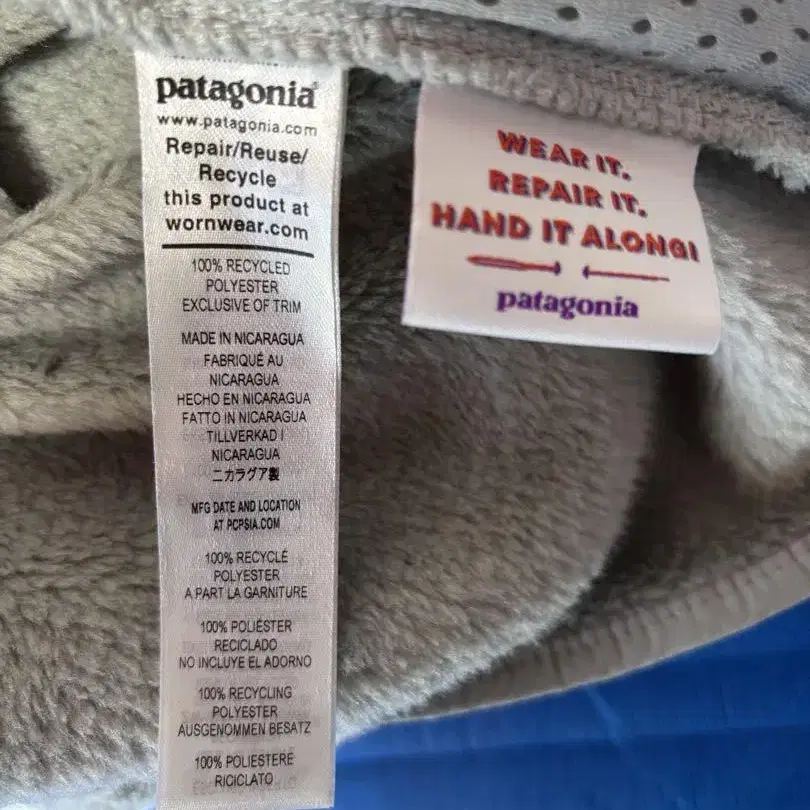 patagonia®
www.patagonia.com
Repair/Reuse/
Recycle
this product at
wornwear.com
100% RECYCLED
POLYESTER
EXCLUSIVE OF TRIM
MADE IN NICARAGUA
FABRIQUÉ AU
NICARAGUA
HECHO EN NICARAGUA
FATTO IN NICARAGUA
TILLVERKAD I
NICARAGUA
ニカラグア製
MFG DATE AND LOCATION
AT PCPSIA.COM
100% RECYCLÉ
POLYESTER
A PART LA GARNITURE
100% POLIÉSTER
RECICLADO
NO INCLUYE EL ADORNO
100% RECYCLING
POLYESTER
AUSGENOMMEN BESATZ
100% POLIESTERE
RICICLATO
WEAR IT.
REPAIR IT.
HAND IT ALONG!
patagonia